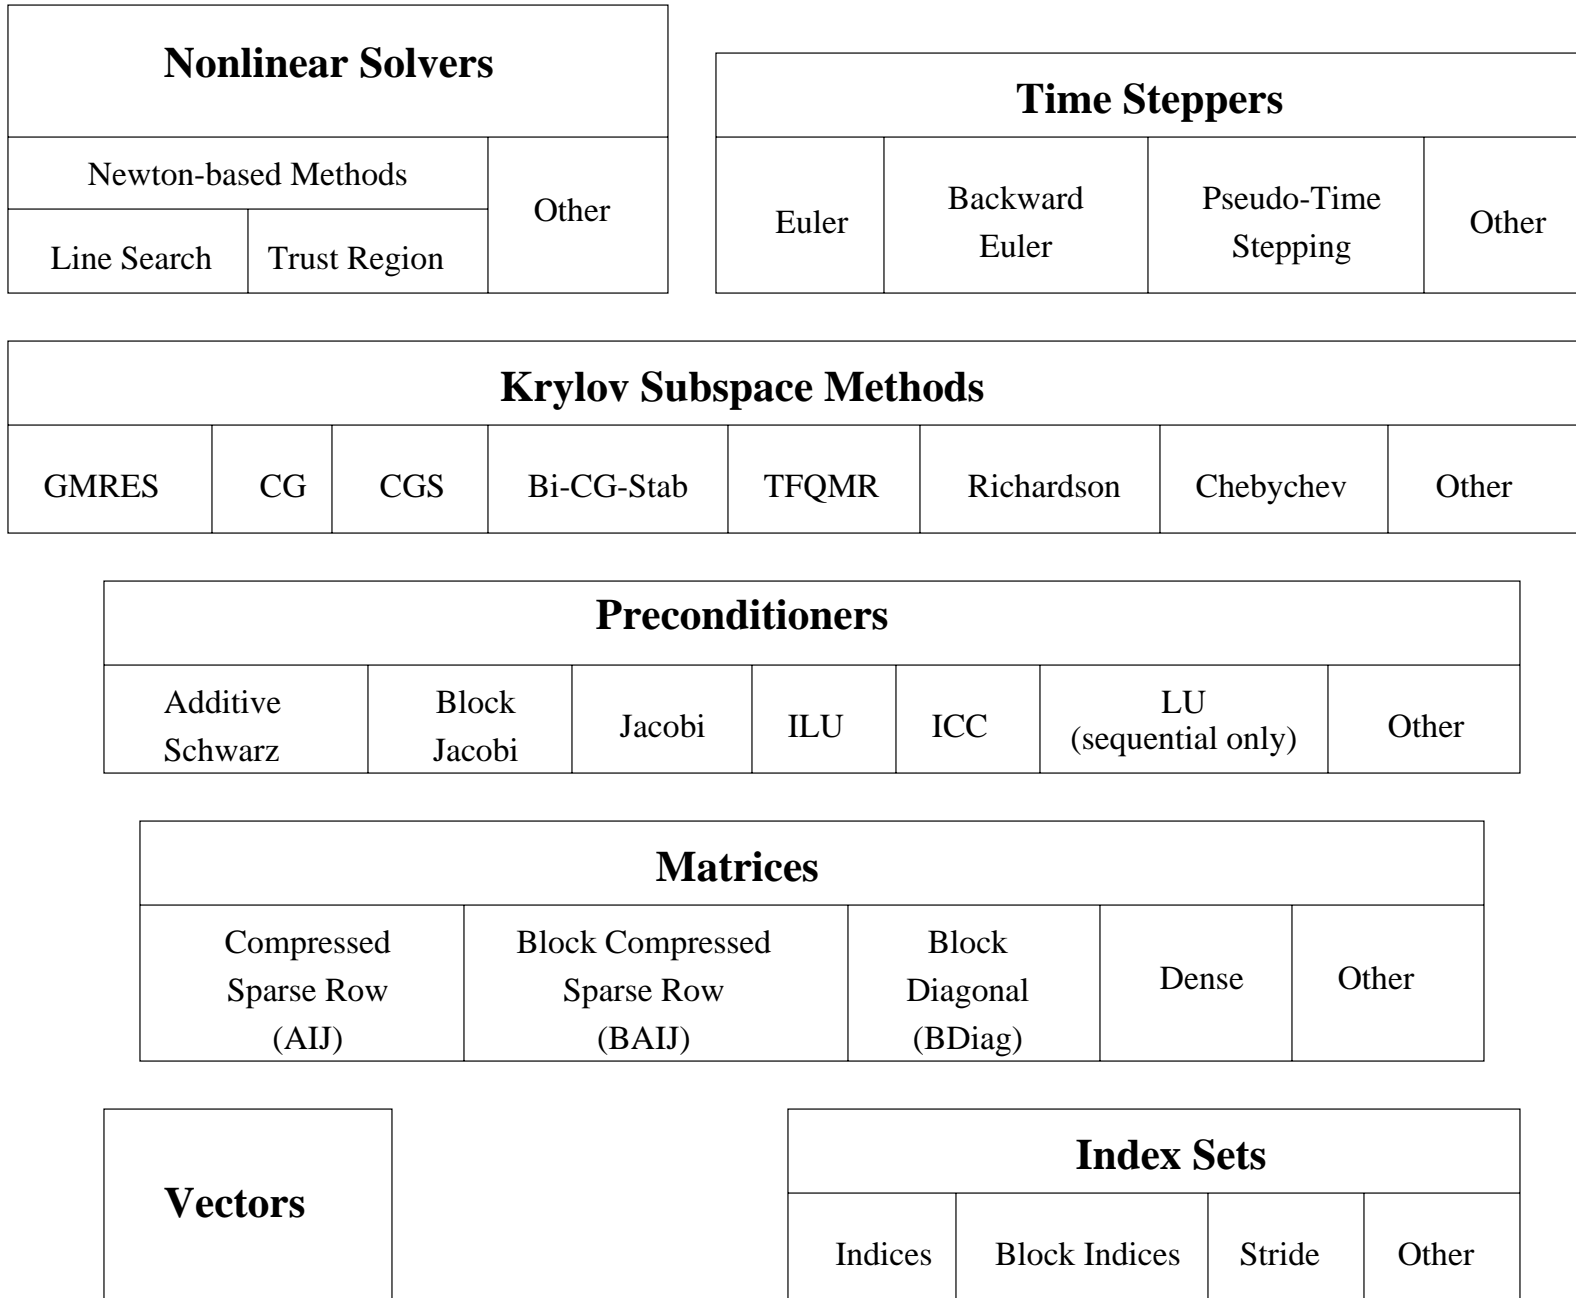 Nonlinear Solvers
Newton-based Methods
Line Search
Trust Region
Other
Time Steppers
Euler
Backward
Euler
Pseudo-Time
Stepping
Other
Krylov Subspace Methods
GMRES
CG
CGS
Bi-CG-Stab
TFQMR
Richardson
Chebychev
Other
Preconditioners
Additive
Schwarz
Block
Jacobi
Jacobi
ILU
ICC
LU
(sequential only)
Other
Matrices
Compressed
Sparse Row
(AIJ)
Block Compressed
Sparse Row
(BAIJ)
Block
Diagonal
(BDiag)
Dense
Other
Vectors
Index Sets
Indices
Block Indices
Stride
Other